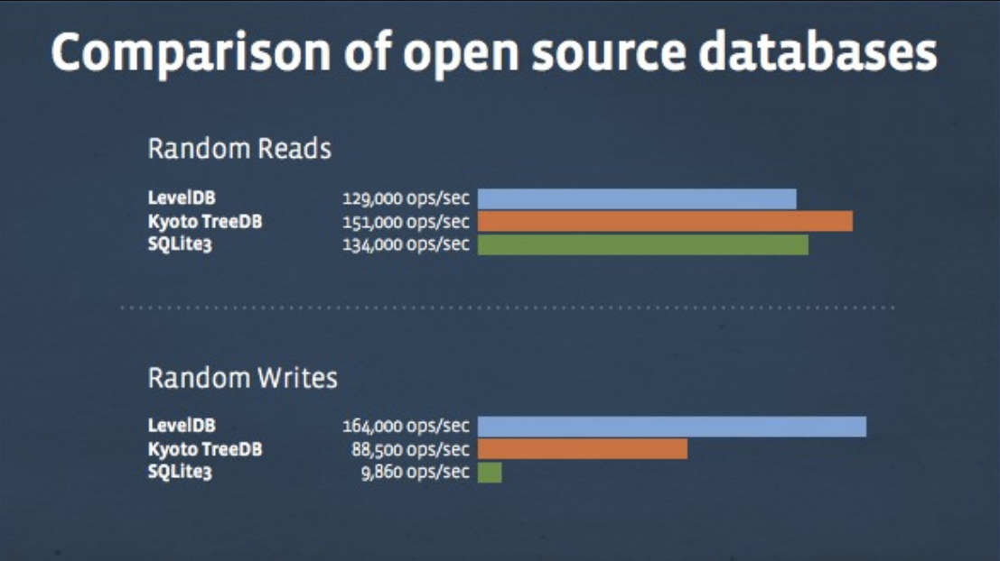 Comparison of open source databases
Random Reads
LevelDB 129,000 ops/sec
Kyoto TreeDB 151,000 ops/sec
SQLite3 134,000 ops/sec
Random Writes
LevelDB 164,000 ops/sec
Kyoto TreeDB 88,500 ops/sec
SQLite3 9,860 ops/sec